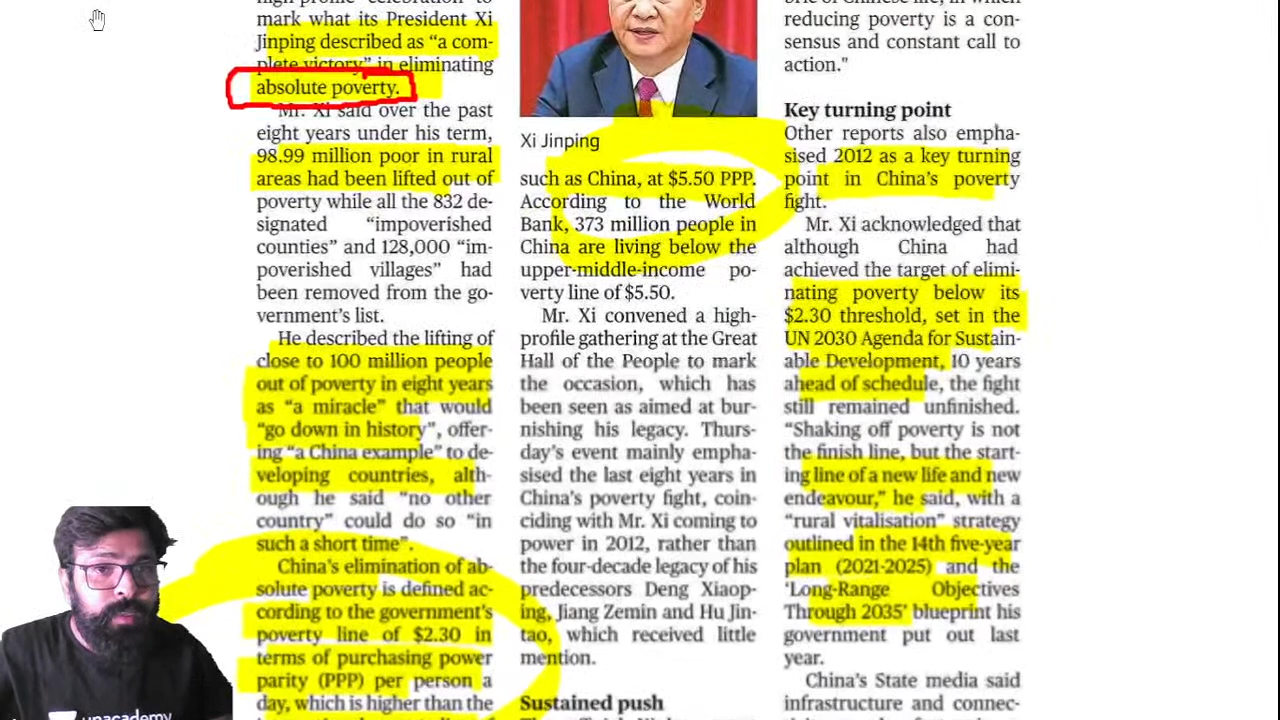 mark what its President Xi
Jinping described as “a com-
plete victory” in eliminating
absolute poverty.
Mr. Xi said over the past
eight years under his term,
98.99 million poor in rural
areas had been lifted out of
poverty while all the 832 de-
signated “impoverished
counties” and 128,000 “im-
poverished villages” had
been removed from the go-
vernment’s list.
He described the lifting of
close to 100 million people
out of poverty in eight years
as “a miracle” that would
“go down in history”, offer-
ing “a China example” to de-
veloping countries, alth-
ough he said “no other
country” could do so “in
such a short time”.
China’s elimination of ab-
solute poverty is defined ac-
cording to the government’s
poverty line of $2.30 in
terms of purchasing power
parity (PPP) per person a
day, which is higher than the
Xi Jinping
such as China, at $5.50 PPP.
According to the World
Bank, 373 million people in
China are living below the
upper-middle-income po-
verty line of $5.50.
Mr. Xi convened a high-
profile gathering at the Great
Hall of the People to mark
the occasion, which has
been seen as aimed at bur-
nishing his legacy. Thurs-
day’s event mainly empha-
sised the last eight years in
China’s poverty fight, coin-
ciding with Mr. Xi coming to
power in 2012, rather than
the four-decade legacy of his
predecessors Deng Xiaop-
ing, Jiang Zemin and Hu Jin-
tao, which received little
mention.
Sustained push
reducing poverty is a con-
sensus and constant call to
action."
Key turning point
Other reports also empha-
sised 2012 as a key turning
point in China’s poverty
fight.
Mr. Xi acknowledged that
although China had
achieved the target of elimi-
nating poverty below its
$2.30 threshold, set in the
UN 2030 Agenda for Sustain-
able Development, 10 years
ahead of schedule, the fight
still remained unfinished.
“Shaking off poverty is not
the finish line, but the start-
ing line of a new life and new
endeavour,” he said, with a
“rural vitalisation” strategy
outlined in the 14th five-year
plan (2021-2025) and the
‘Long-Range Objectives
Through 2035’ blueprint his
government put out last
year.
China’s State media said
infrastructure and connec-
unacademy